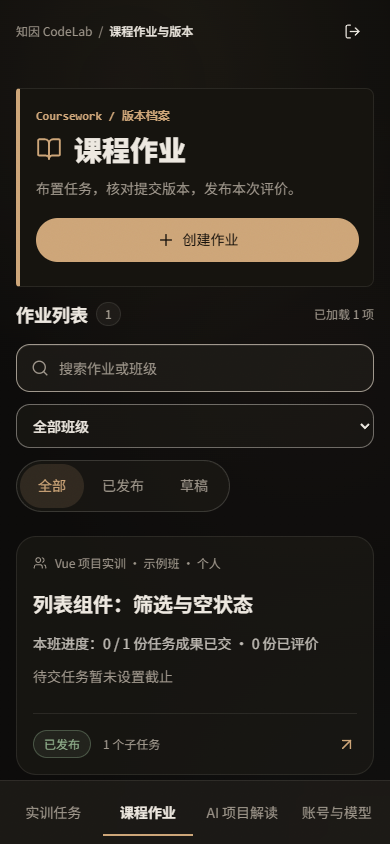 知因 CodeLab / 课程作业与版本
Coursework / 版本档案
课程作业
布置任务，核对提交版本，发布本次评价。
创建作业
作业列表 1 已加载 1 项
搜索作业或班级
全部班级
全部 已发布 草稿
Vue 项目实训 · 示例班 · 个人
列表组件：筛选与空状态
本班进度：0 / 1 份任务成果已交 · 0 份已评价
待交任务暂未设置截止
已发布 1 个子任务
实训任务 课程作业 AI 项目解读 账号与模型